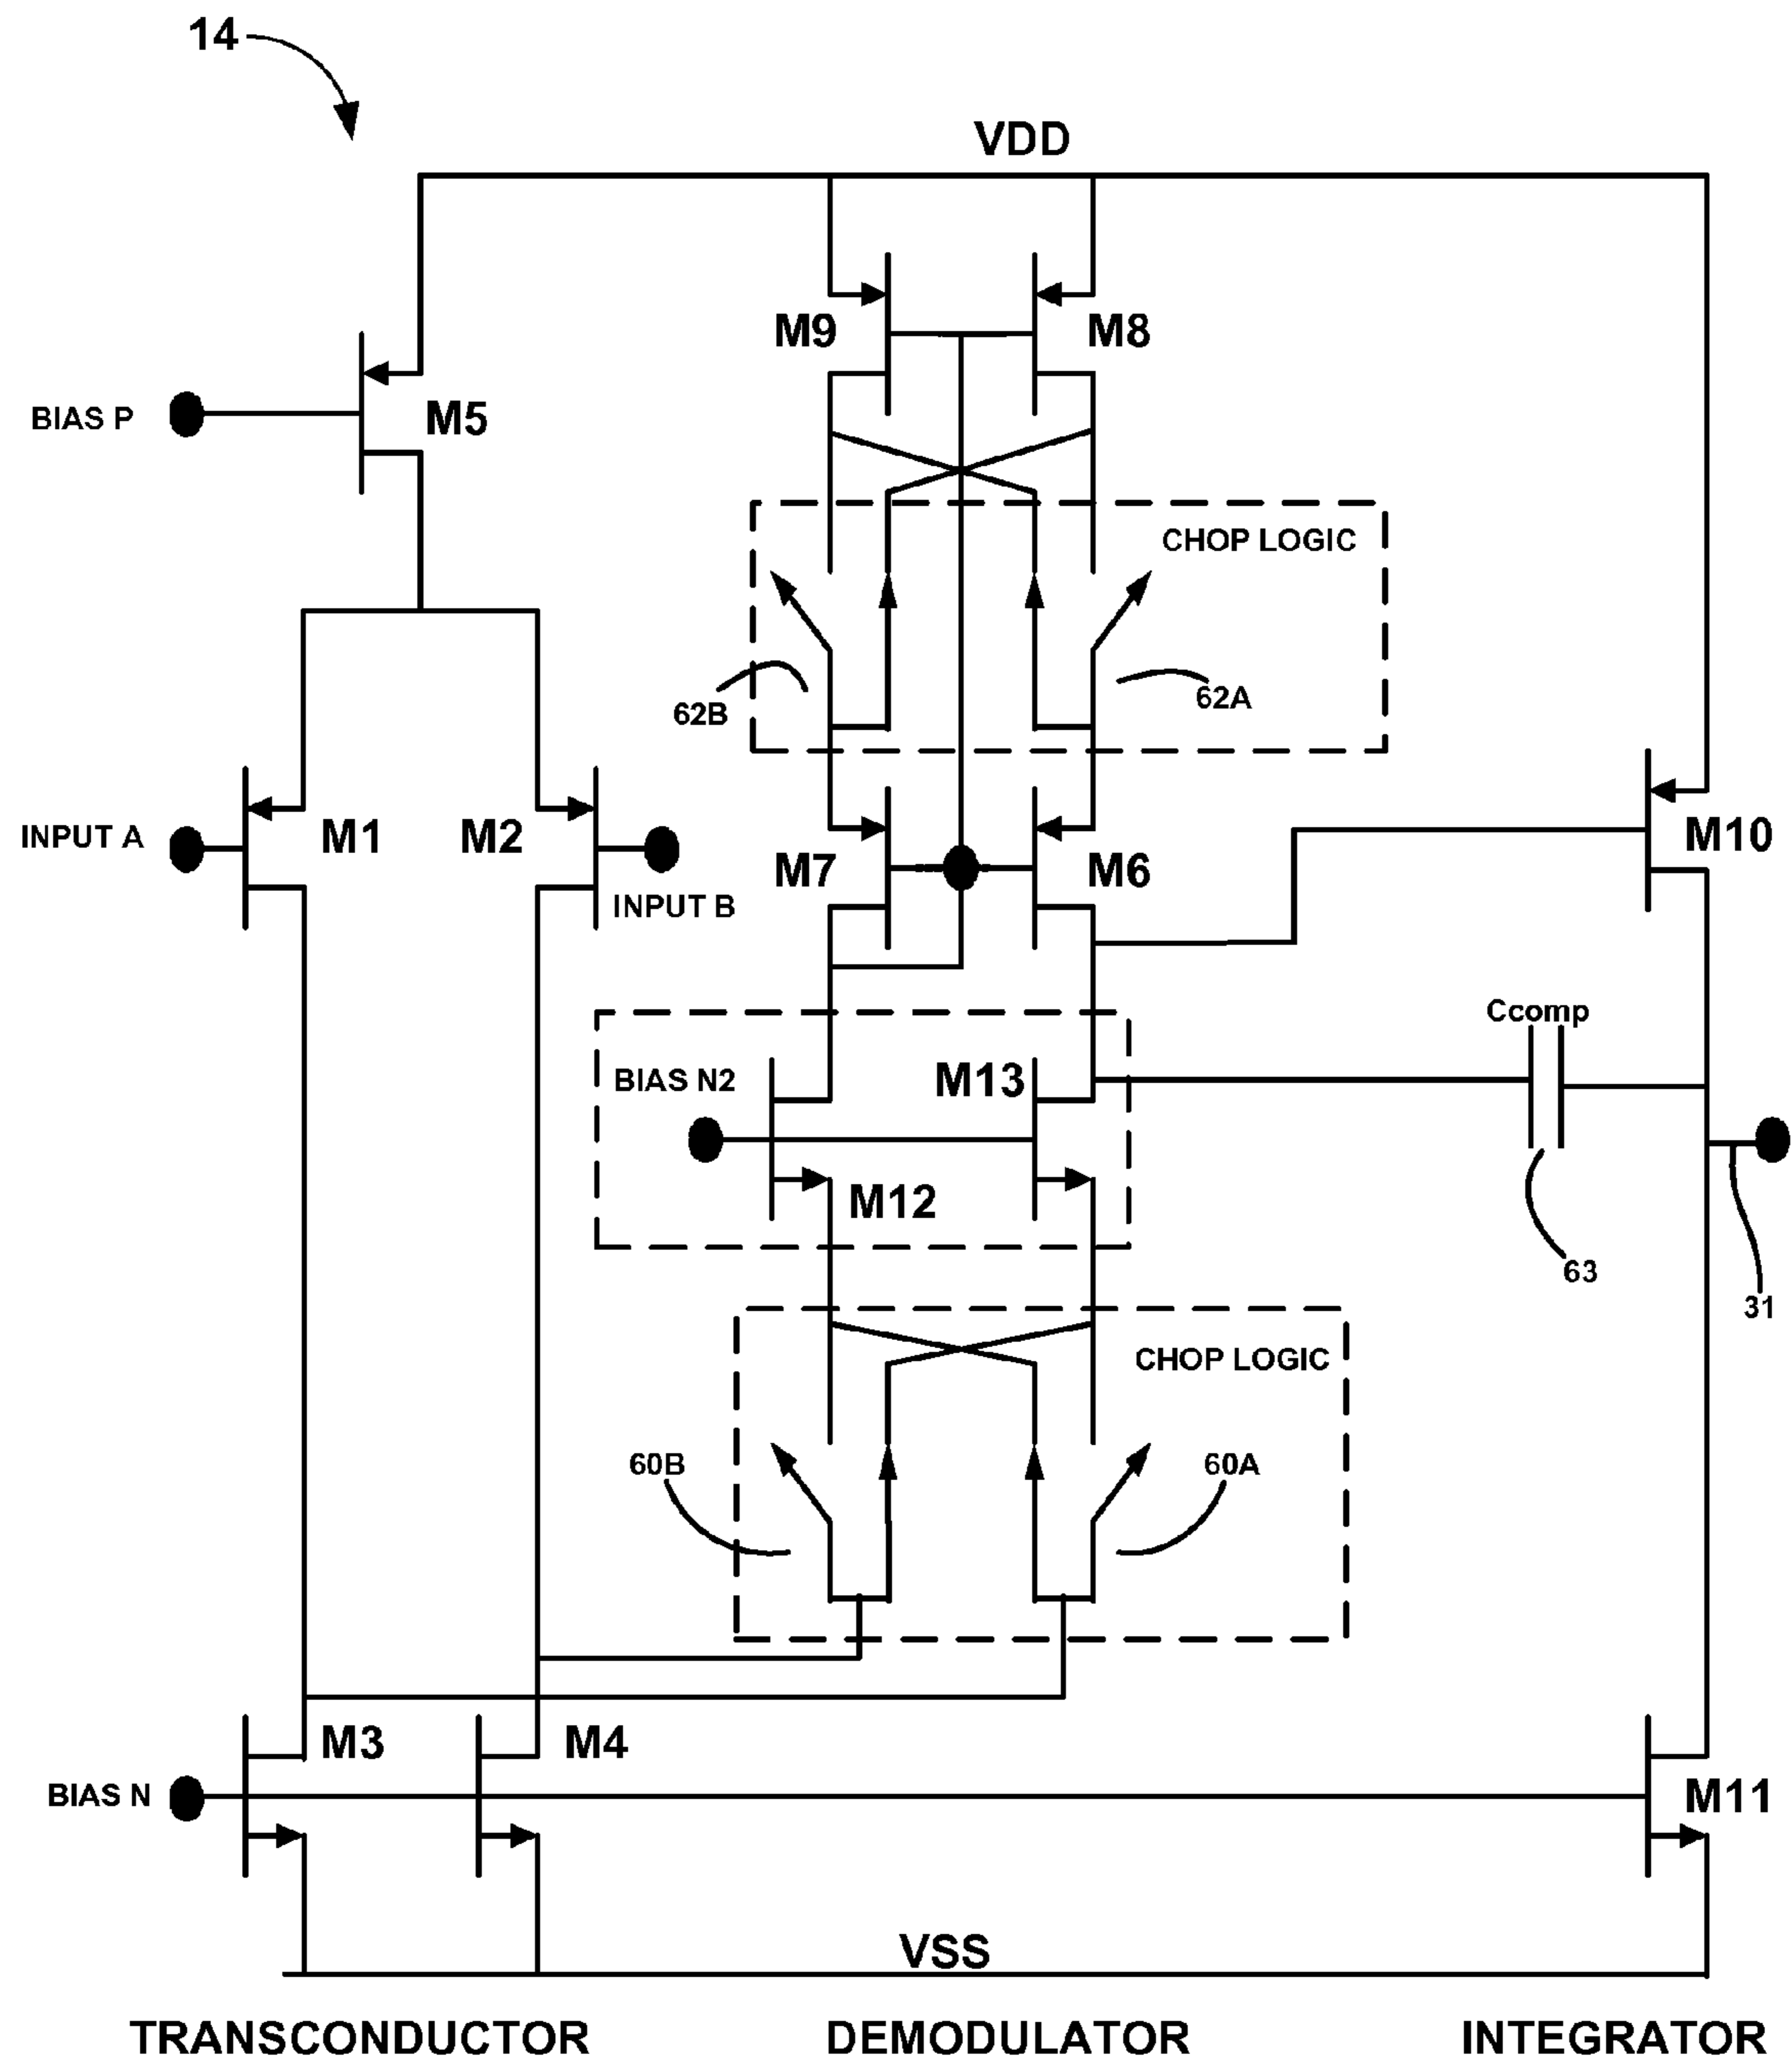 14
VDD
M9
M8
BIAS P
M5
CHOP LOGIC
62B
62A
INPUT A
M1
M2
INPUT B
M7
M6
M10
Ccomp
BIAS N2
M13
M12
63
31
CHOP LOGIC
60B
60A
M3
M4
BIAS N
M11
VSS
TRANSCONDUCTOR
DEMODULATOR
INTEGRATOR